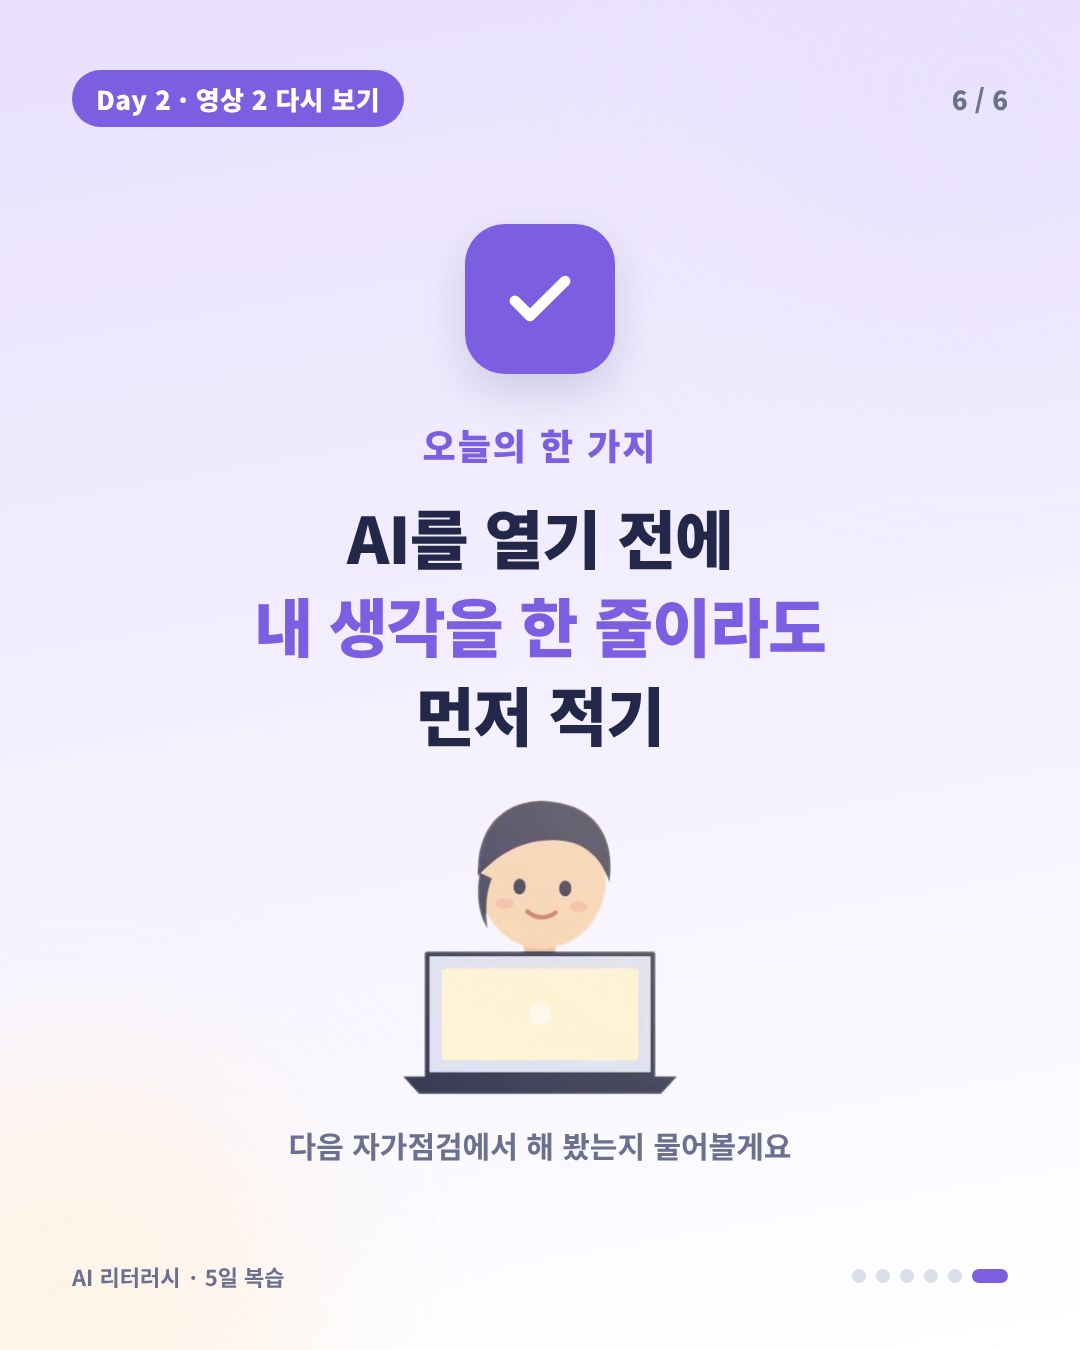 Day 2 · 영상 2 다시 보기
6 / 6
오늘의 한 가지
AI를 열기 전에
내 생각을 한 줄이라도
먼저 적기
다음 자가점검에서 해 봤는지 물어볼게요
AI 리터러시 · 5일 복습